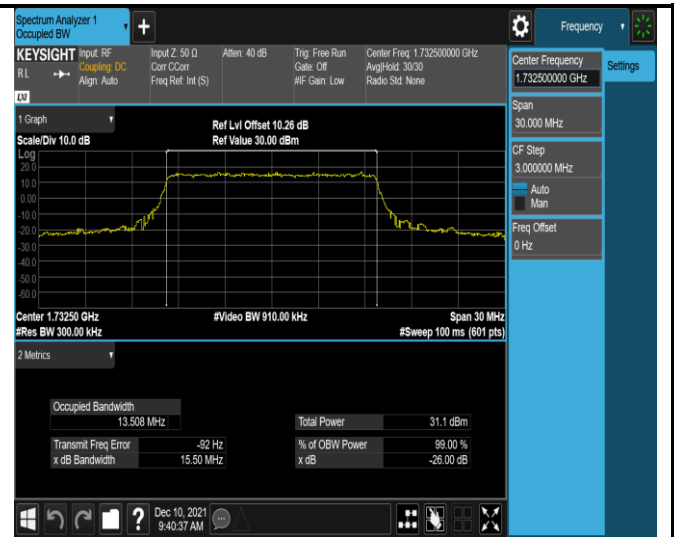 Spectrum Analyzer 1
Occupied BW
+
Frequency
KEYSIGHT
Input: RF
Coupling: DC
Align: Auto
Input Z: 50 Ω
Corr CCorr
Freq Ref: Int (S)
Atten: 40 dB
Trig: Free Run
Gate: Off
#IF Gain: Low
Center Freq: 1.732500000 GHz
Avg|Hold: 30/30
Radio Std: None
R L
LXI
Center Frequency
1.732500000 GHz
Settings
Span
30.000 MHz
CF Step
3.000000 MHz
Auto
Man
Freq Offset
0 Hz
1 Graph
Scale/Div 10.0 dB
Ref Lvl Offset 10.26 dB
Ref Value 30.00 dBm
Log
20.0
10.0
0.00
-10.0
-20.0
-30.0
-40.0
-50.0
-60.0
Center 1.73250 GHz
#Video BW 910.00 kHz
Span 30 MHz
#Res BW 300.00 kHz
#Sweep 100 ms (601 pts)
2 Metrics
Occupied Bandwidth
13.508 MHz
Total Power 31.1 dBm
Transmit Freq Error -92 Hz
% of OBW Power 99.00 %
x dB Bandwidth 15.50 MHz
x dB -26.00 dB
?
Dec 10, 2021
9:40:37 AM